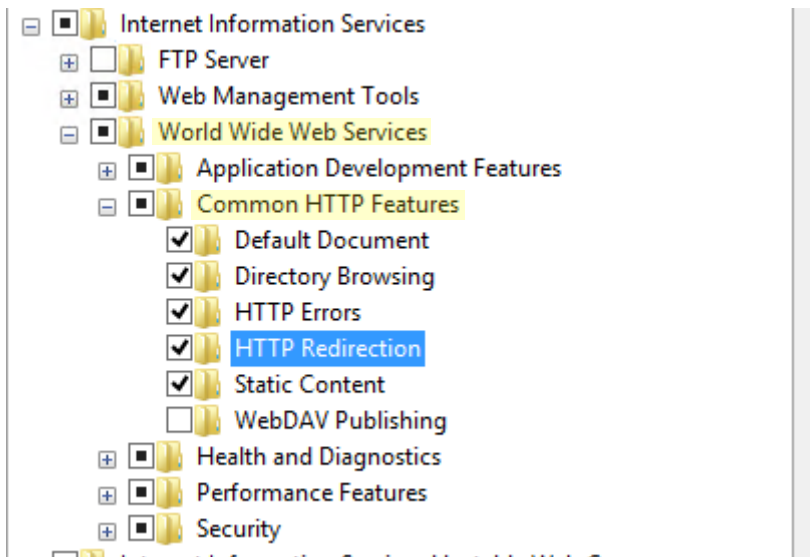 Internet Information Services
FTP Server
Web Management Tools
World Wide Web Services
Application Development Features
Common HTTP Features
Default Document
Directory Browsing
HTTP Errors
HTTP Redirection
Static Content
WebDAV Publishing
Health and Diagnostics
Performance Features
Security